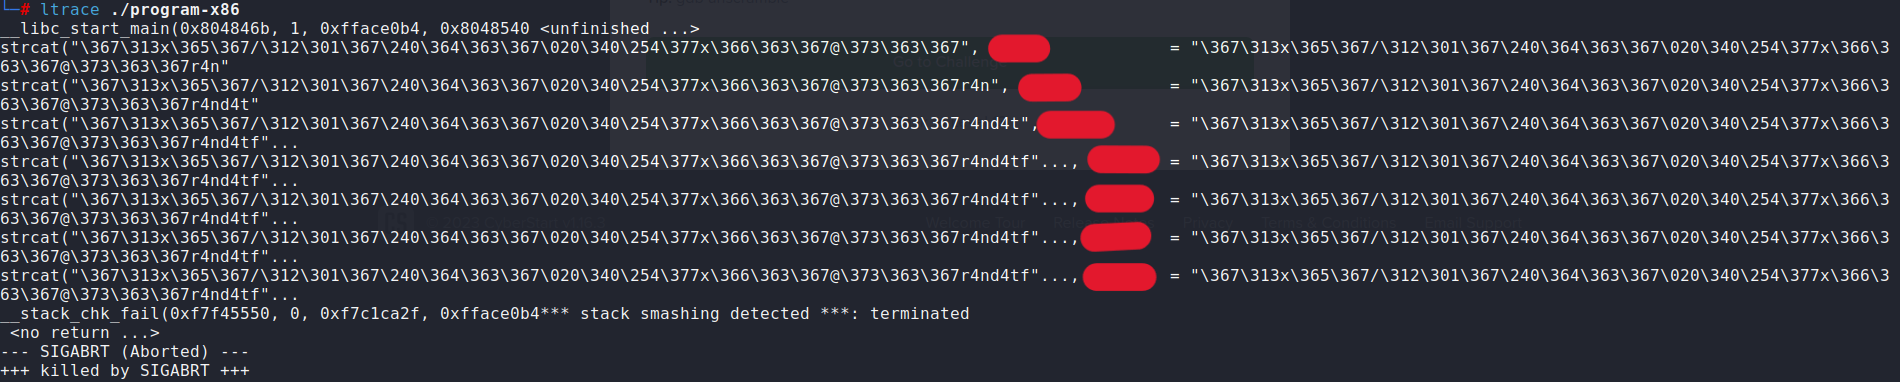 └─# ltrace ./program-x86
__libc_start_main(0x804846b, 1, 0xfface0b4, 0x8048540 <unfinished ...>
strcat("\367\313x\365\367/\312\301\367\240\364\363\367\020\340\254\377x\366\363\367@\373\363\367", = "\367\313x\365\367/\312\301\367\240\364\363\367\020\340\254\377x\366\3
63\367@\373\363\367r4n"
strcat("\367\313x\365\367/\312\301\367\240\364\363\367\020\340\254\377x\366\363\367@\373\363\367r4n", = "\367\313x\365\367/\312\301\367\240\364\363\367\020\340\254\377x\366\3
63\367@\373\363\367r4nd4t"
strcat("\367\313x\365\367/\312\301\367\240\364\363\367\020\340\254\377x\366\363\367@\373\363\367r4nd4t", = "\367\313x\365\367/\312\301\367\240\364\363\367\020\340\254\377x\366\3
63\367@\373\363\367r4nd4tf"...
strcat("\367\313x\365\367/\312\301\367\240\364\363\367\020\340\254\377x\366\363\367@\373\363\367r4nd4tf"..., = "\367\313x\365\367/\312\301\367\240\364\363\367\020\340\254\377x\366\3
63\367@\373\363\367r4nd4tf"...
strcat("\367\313x\365\367/\312\301\367\240\364\363\367\020\340\254\377x\366\363\367@\373\363\367r4nd4tf"..., = "\367\313x\365\367/\312\301\367\240\364\363\367\020\340\254\377x\366\3
63\367@\373\363\367r4nd4tf"...
strcat("\367\313x\365\367/\312\301\367\240\364\363\367\020\340\254\377x\366\363\367@\373\363\367r4nd4tf"..., = "\367\313x\365\367/\312\301\367\240\364\363\367\020\340\254\377x\366\3
63\367@\373\363\367r4nd4tf"...
strcat("\367\313x\365\367/\312\301\367\240\364\363\367\020\340\254\377x\366\363\367@\373\363\367r4nd4tf"..., = "\367\313x\365\367/\312\301\367\240\364\363\367\020\340\254\377x\366\3
63\367@\373\363\367r4nd4tf"...
__stack_chk_fail(0xf7f45550, 0, 0xf7c1ca2f, 0xfface0b4*** stack smashing detected ***: terminated
 <no return ...>
--- SIGABRT (Aborted) ---
+++ killed by SIGABRT +++